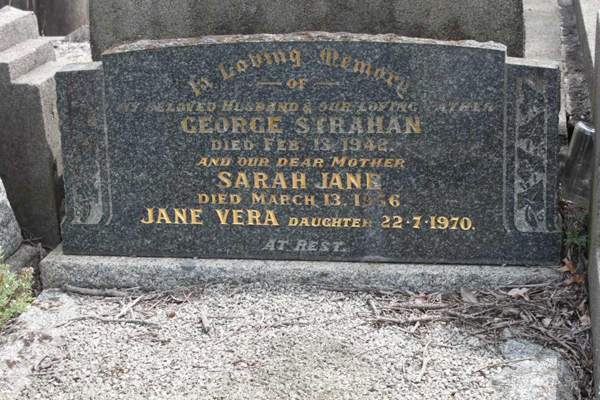 In Loving Memory
— OF —
MY BELOVED HUSBAND & OUR LOVING FATHER
GEORGE STRAHAN
DIED FEB. 13, 1942.
AND OUR DEAR MOTHER
SARAH JANE
DIED MARCH 13, 1956.
JANE VERA DAUGHTER 22·7·1970.
AT REST.